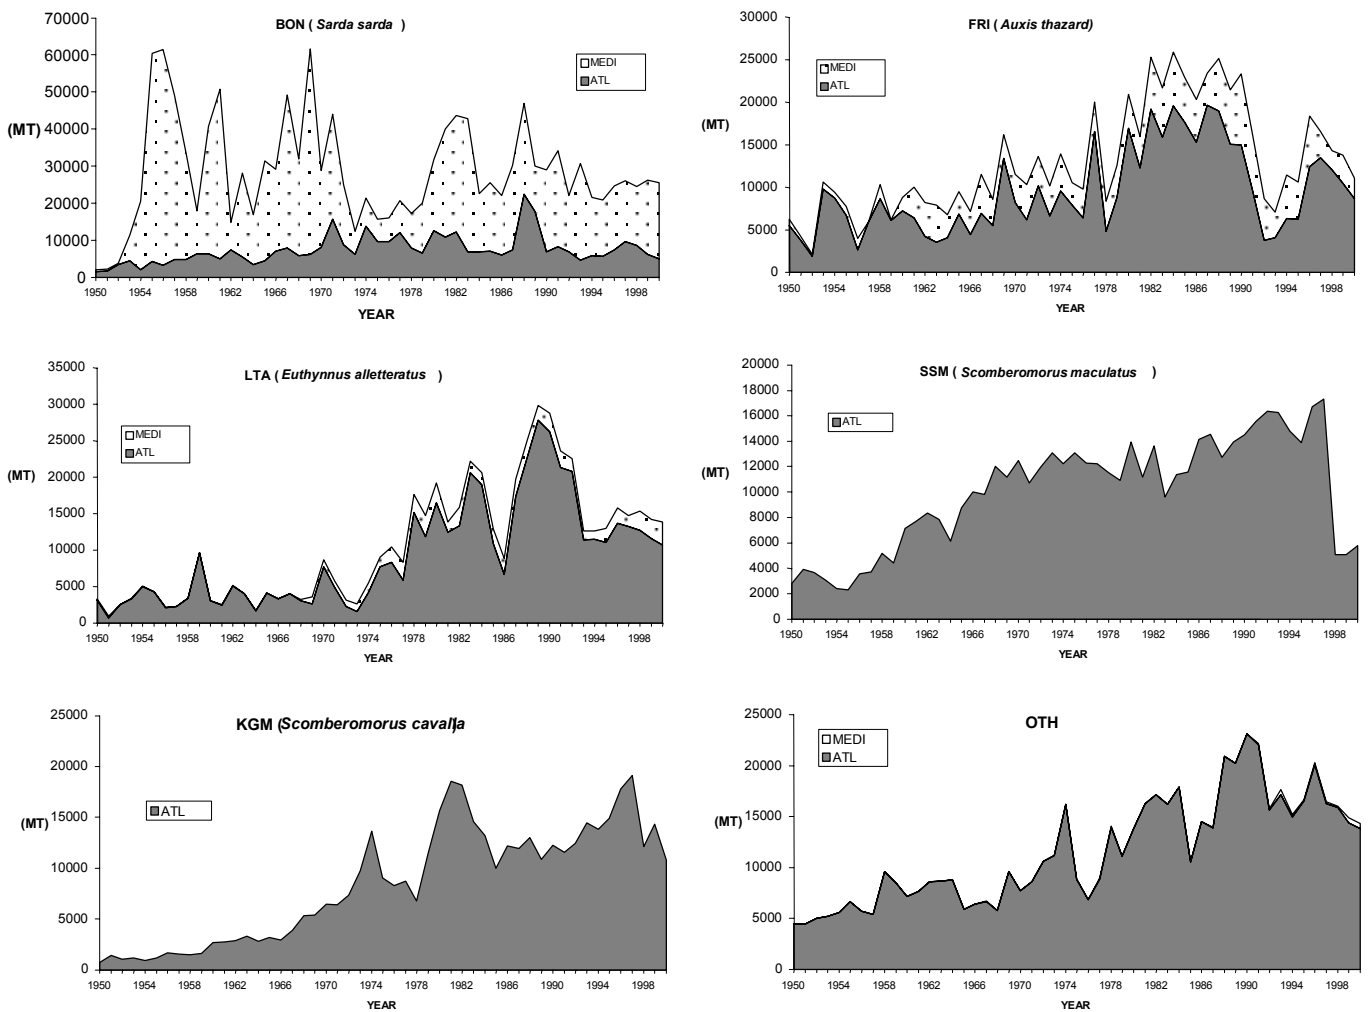 BON ( Sarda sarda )
70000
60000
50000
40000
30000
20000
10000
0
(MT)
MEDI
ATL
1950 1954 1958 1962 1966 1970 1974 1978 1982 1986 1990 1994 1998
YEAR
FRI ( Auxis thazard)
30000
25000
20000
15000
10000
5000
0
(MT)
MEDI
ATL
1950 1954 1958 1962 1966 1970 1974 1978 1982 1986 1990 1994 1998
YEAR
LTA ( Euthynnus alletteratus )
35000
30000
25000
20000
15000
10000
5000
0
(MT)
MEDI
ATL
1950 1954 1958 1962 1966 1970 1974 1978 1982 1986 1990 1994 1998
YEAR
SSM ( Scomberomorus maculatus )
20000
18000
16000
14000
12000
10000
8000
6000
4000
2000
0
(MT)
ATL
1950 1954 1958 1962 1966 1970 1974 1978 1982 1986 1990 1994 1998
YEAR
KGM (Scomberomorus cavalla)
25000
20000
15000
10000
5000
0
(MT)
ATL
1950 1954 1958 1962 1966 1970 1974 1978 1982 1986 1990 1994 1998
YEAR
OTH
25000
20000
15000
10000
5000
0
(MT)
MEDI
ATL
1950 1954 1958 1962 1966 1970 1974 1978 1982 1986 1990 1994 1998
YEAR